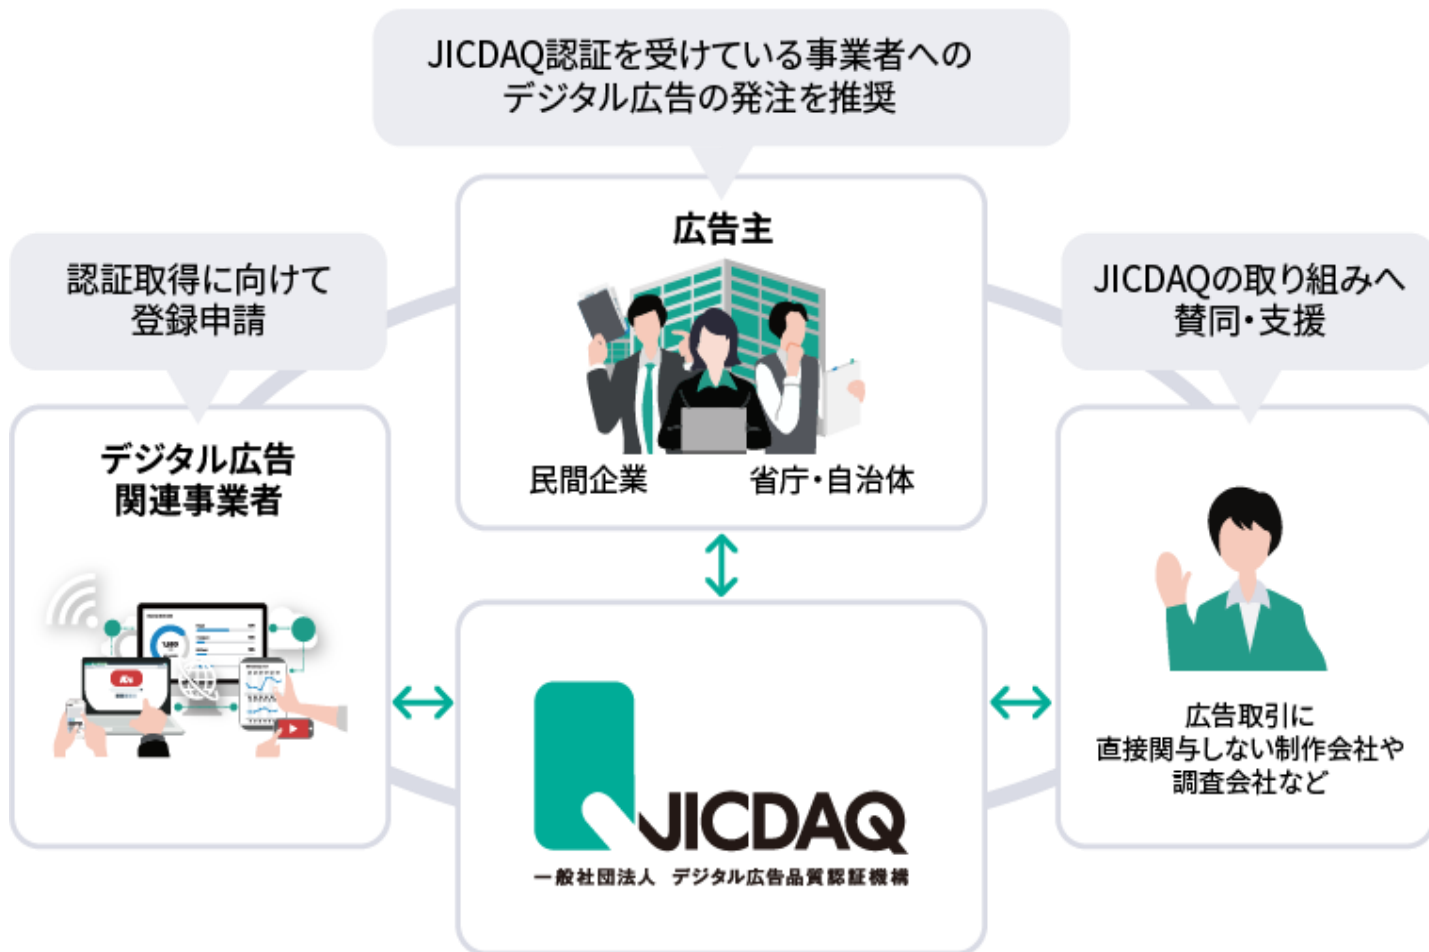 JICDAQ認証を受けている事業者への
デジタル広告の発注を推奨
広告主
民間企業
省庁・自治体
認証取得に向けて
登録申請
デジタル広告
関連事業者
JICDAQの取り組みへ
賛同・支援
広告取引に
直接関与しない制作会社や
調査会社など
JICDAQ
一般社団法人 デジタル広告品質認証機構